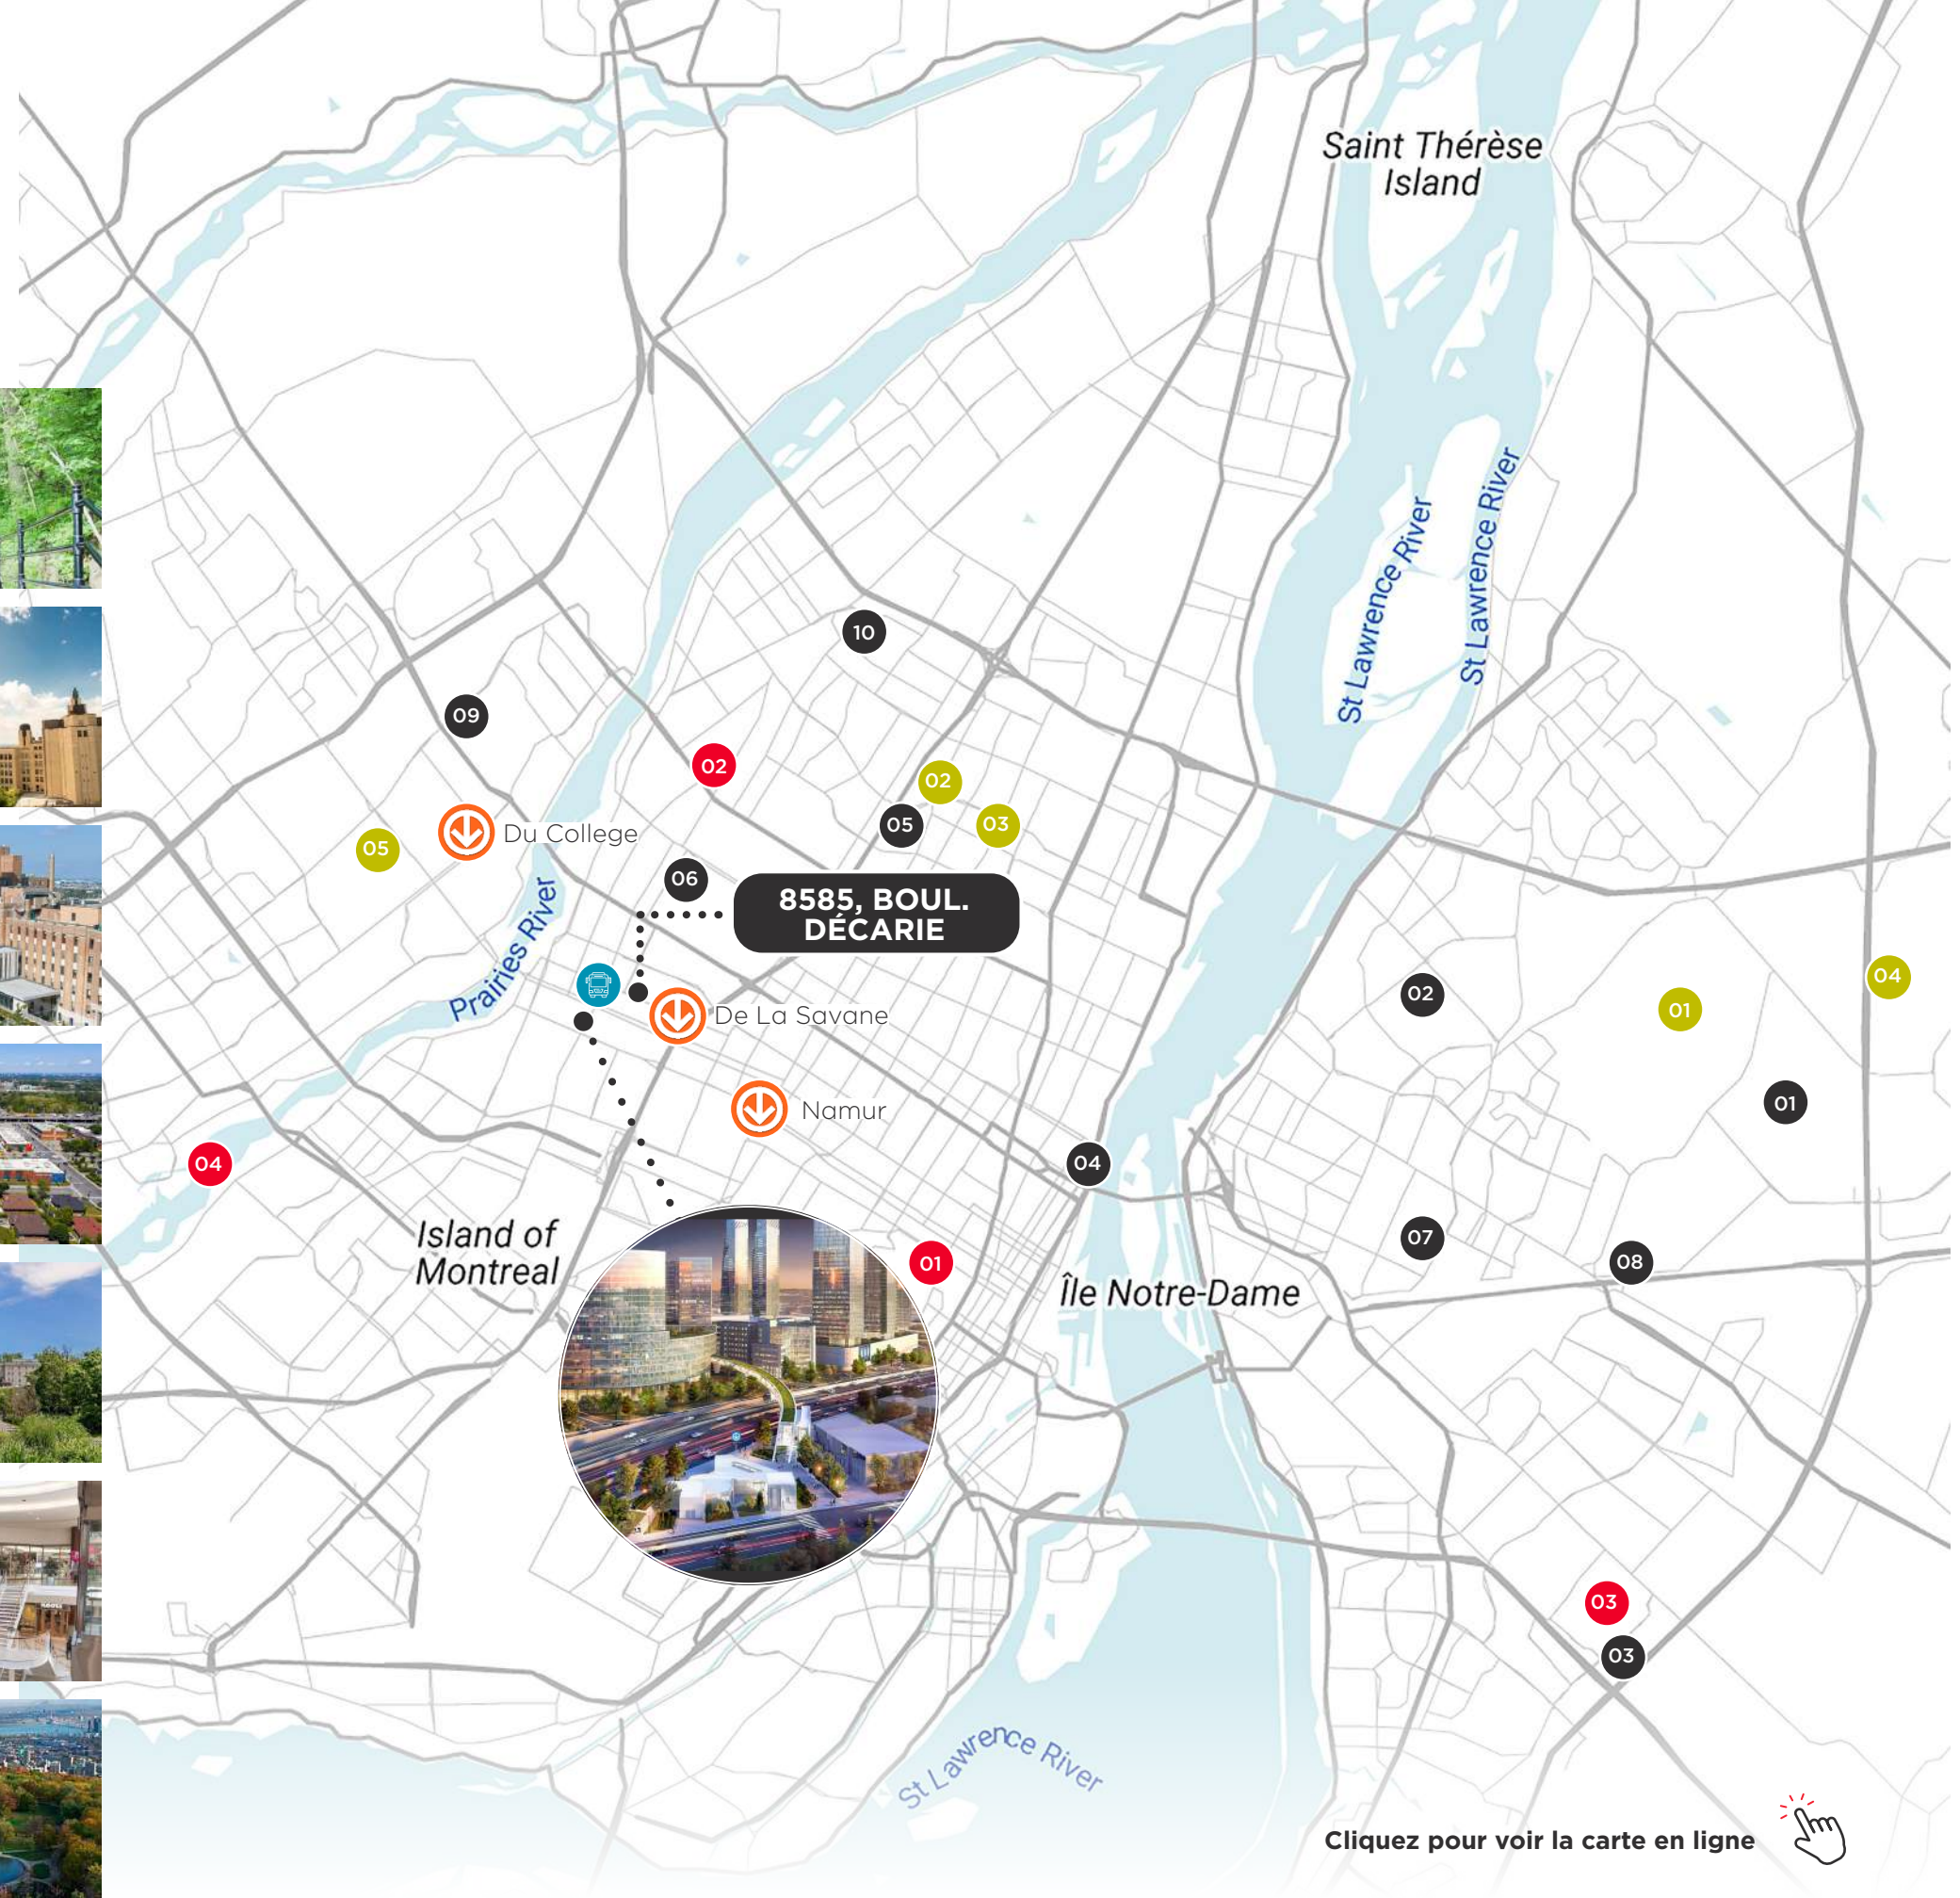 Saint Thérèse
Island
St Lawrence River
St Lawrence River
10
09
02
02
05
03
Du College
05
06
8585, BOUL.
DÉCARIE
Prairies River
De La Savane
02
04
01
Namur
01
04
04
Island of
Montreal
07
01
08
Île Notre-Dame
03
03
St Lawrence River
Cliquez pour voir la carte en ligne